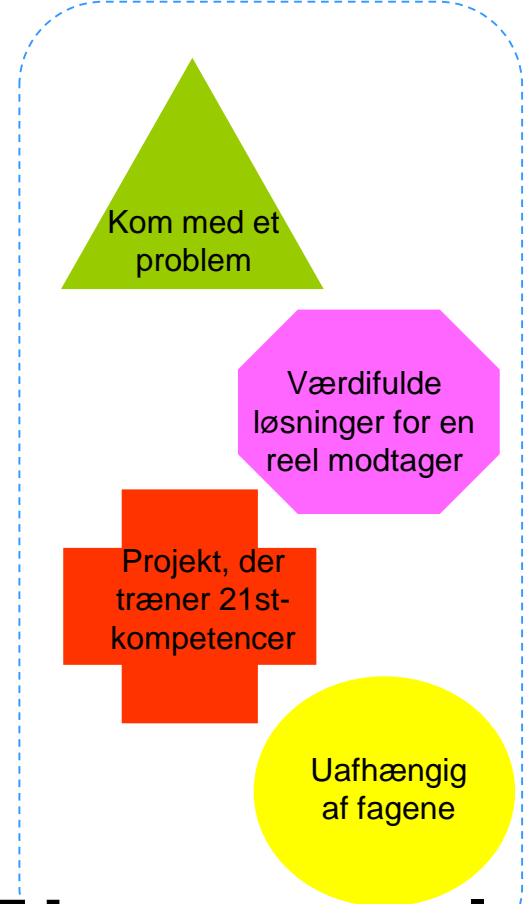 Kom med et
problem
Værdifulde
løsninger for en
reel modtager
Projekt, der
træner 21st-
kompetencer
Uafhængig
af fagene